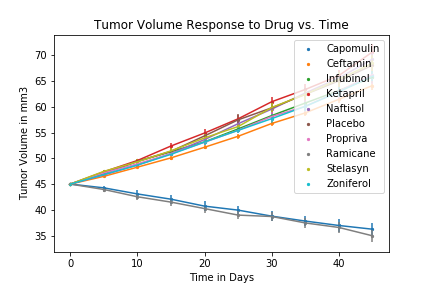 Tumor Volume Response to Drug vs. Time
Tumor Volume in mm3
70
65
60
55
50
45
40
35
0 10 20 30 40
Time in Days
Capomulin
Ceftamin
Infubinol
Ketapril
Naftisol
Placebo
Propriva
Ramicane
Stelasyn
Zoniferol